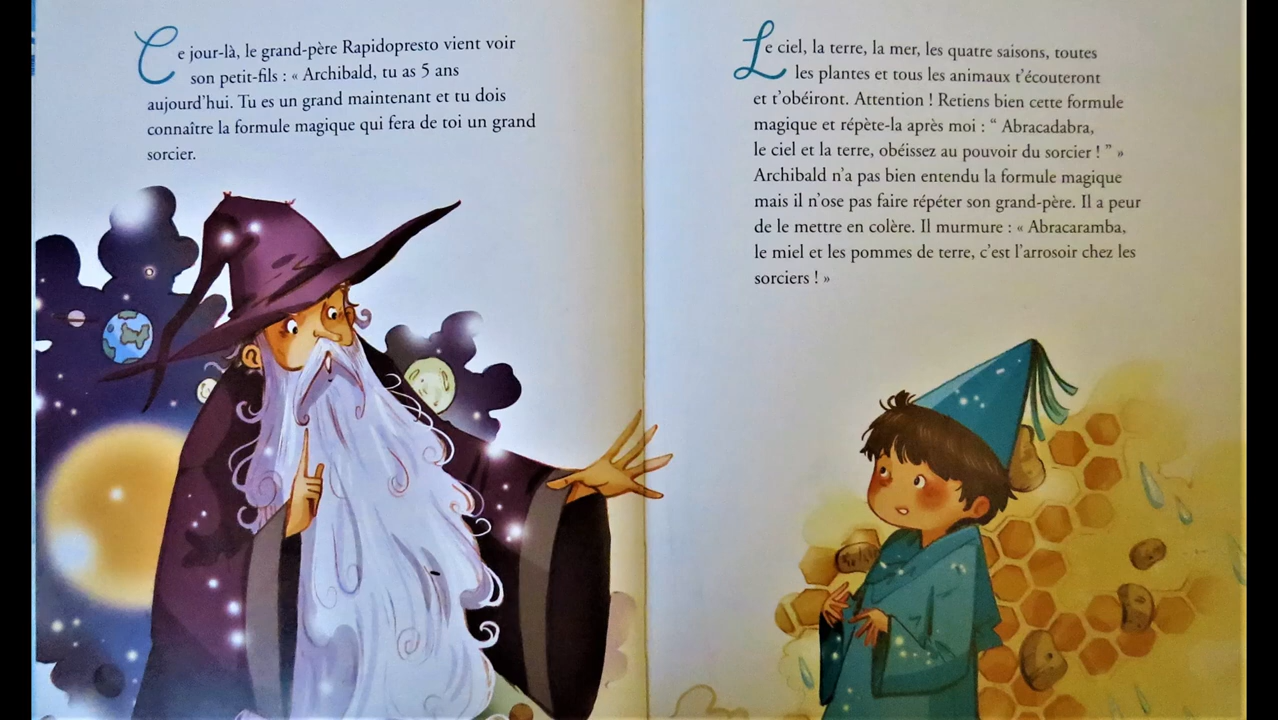 Ce jour-là, le grand-père Rapidopresto vient voir
son petit-fils : « Archibald, tu as 5 ans
aujourd'hui. Tu es un grand maintenant et tu dois
connaître la formule magique qui fera de toi un grand
sorcier.
Le ciel, la terre, la mer, les quatre saisons, toutes
les plantes et tous les animaux t'écouteront
et t'obéiront. Attention ! Retiens bien cette formule
magique et répète-la après moi : “ Abracadabra,
le ciel et la terre, obéissez au pouvoir du sorcier ! ” »
Archibald n'a pas bien entendu la formule magique
mais il n'ose pas faire répéter son grand-père. Il a peur
de le mettre en colère. Il murmure : « Abracaramba,
le miel et les pommes de terre, c'est l'arrosoir chez les
sorciers ! »